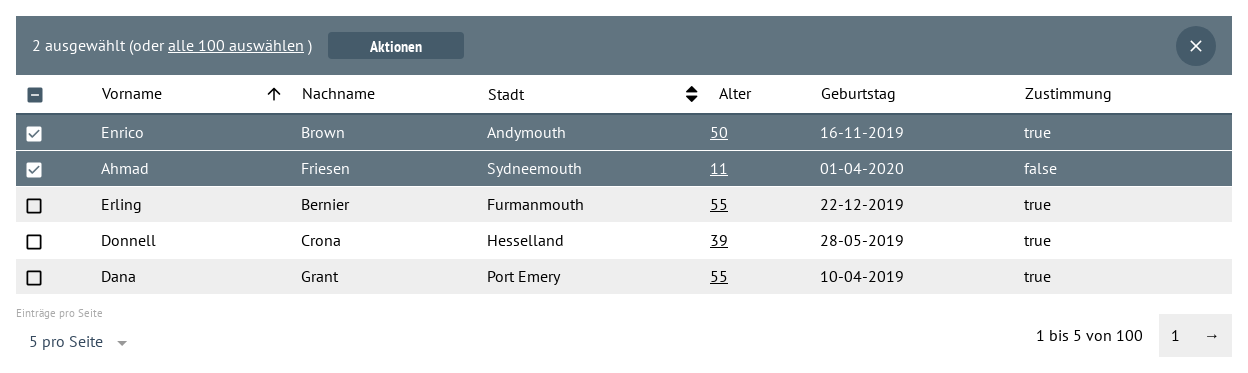 2 ausgewählt (oder alle 100 auswählen ) Aktionen
Vorname Nachname Stadt Alter Geburtstag Zustimmung
Enrico Brown Andymouth 50 16-11-2019 true
Ahmad Friesen Sydneemouth 11 01-04-2020 false
Erling Bernier Furmanmouth 55 22-12-2019 true
Donnell Crona Hesselland 39 28-05-2019 true
Dana Grant Port Emery 55 10-04-2019 true
Einträge pro Seite
5 pro Seite 1 bis 5 von 100 1 →